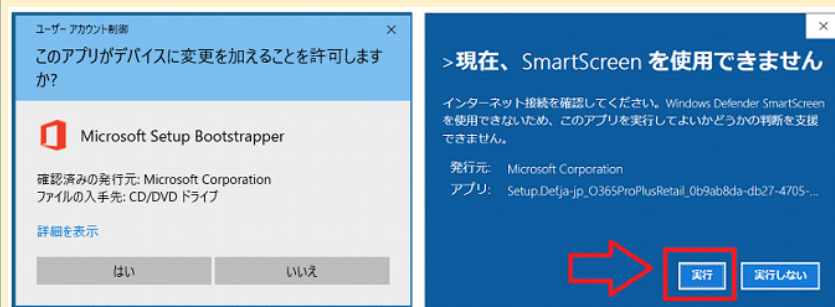 ユーザー アカウント制御
このアプリがデバイスに変更を加えることを許可します
か?
Microsoft Setup Bootstrapper
確認済みの発行元: Microsoft Corporation
ファイルの入手先: CD/DVD ドライブ
詳細を表示
はい
いいえ
>現在、SmartScreen を使用できません
インターネット接続を確認してください。Windows Defender SmartScreen
を使用できないため、このアプリを実行してよいかどうかの判断を支援
できません。
発行元: Microsoft Corporation
アプリ: Setup.Def.ja-jp_O365ProPlusRetail_0b9ab8da-db27-4705-...
実行
実行しない